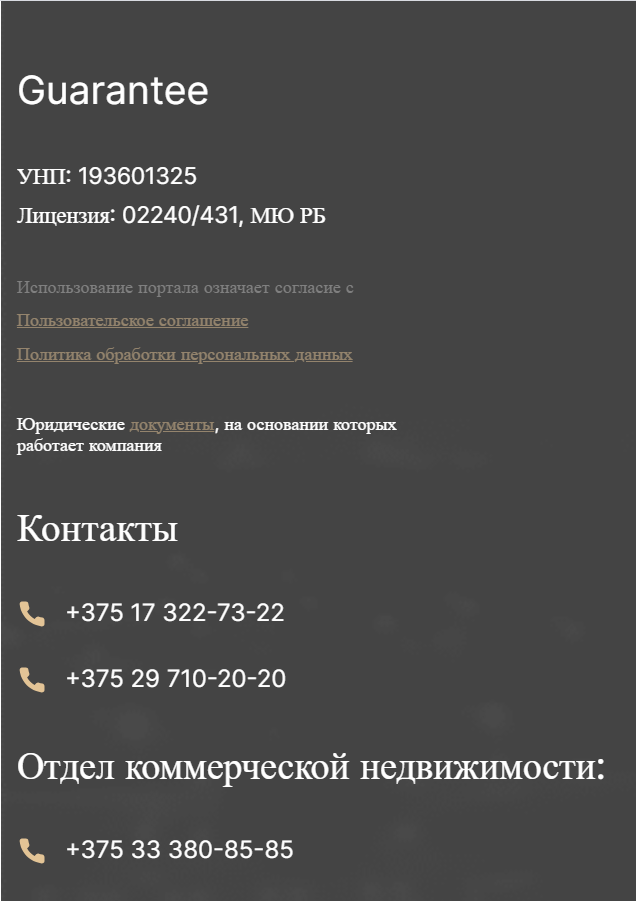 Guarantee
УНП: 193601325
Лицензия: 02240/431, МЮ РБ
Использование портала означает согласие с
Пользовательское соглашение
Политика обработки персональных данных
Юридические документы, на основании которых
работает компания
Контакты
+375 17 322-73-22
+375 29 710-20-20
Отдел коммерческой недвижимости:
+375 33 380-85-85